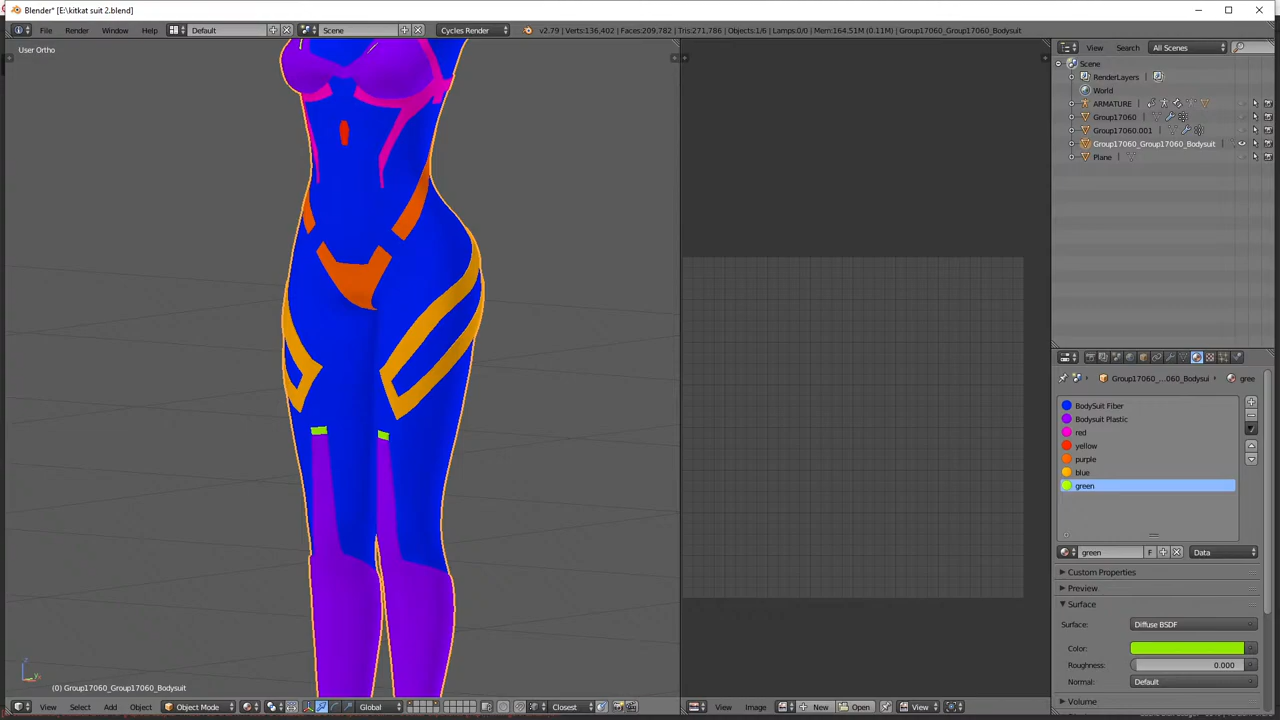 Blender* [E:\kitkat suit 2.blend]
File Render Window Help Default Scene Cycles Render v2.79 | Verts:136,402 | Faces:209,782 | Tris:271,786 | Objects:1/6 | Lamps:0/0 | Mem:164.51M (0.11M) | Group17060_Group17060_Bodysuit
User Ortho
View Search All Scenes
Scene
RenderLayers
World
ARMATURE
Group17060
Group17060.001
Group17060_Group17060_Bodysuit
Plane
Group17060_...060_Bodysui gree
BodySuit Fiber
Bodysuit Plastic
red
yellow
purple
blue
green
green F Data
Custom Properties
Preview
Surface
Surface: Diffuse BSDF
Color:
Roughness: 0.000
Normal: Default
Volume
(0) Group17060_Group17060_Bodysuit
View Select Add Object Object Mode Global Closest
View Image New Open View